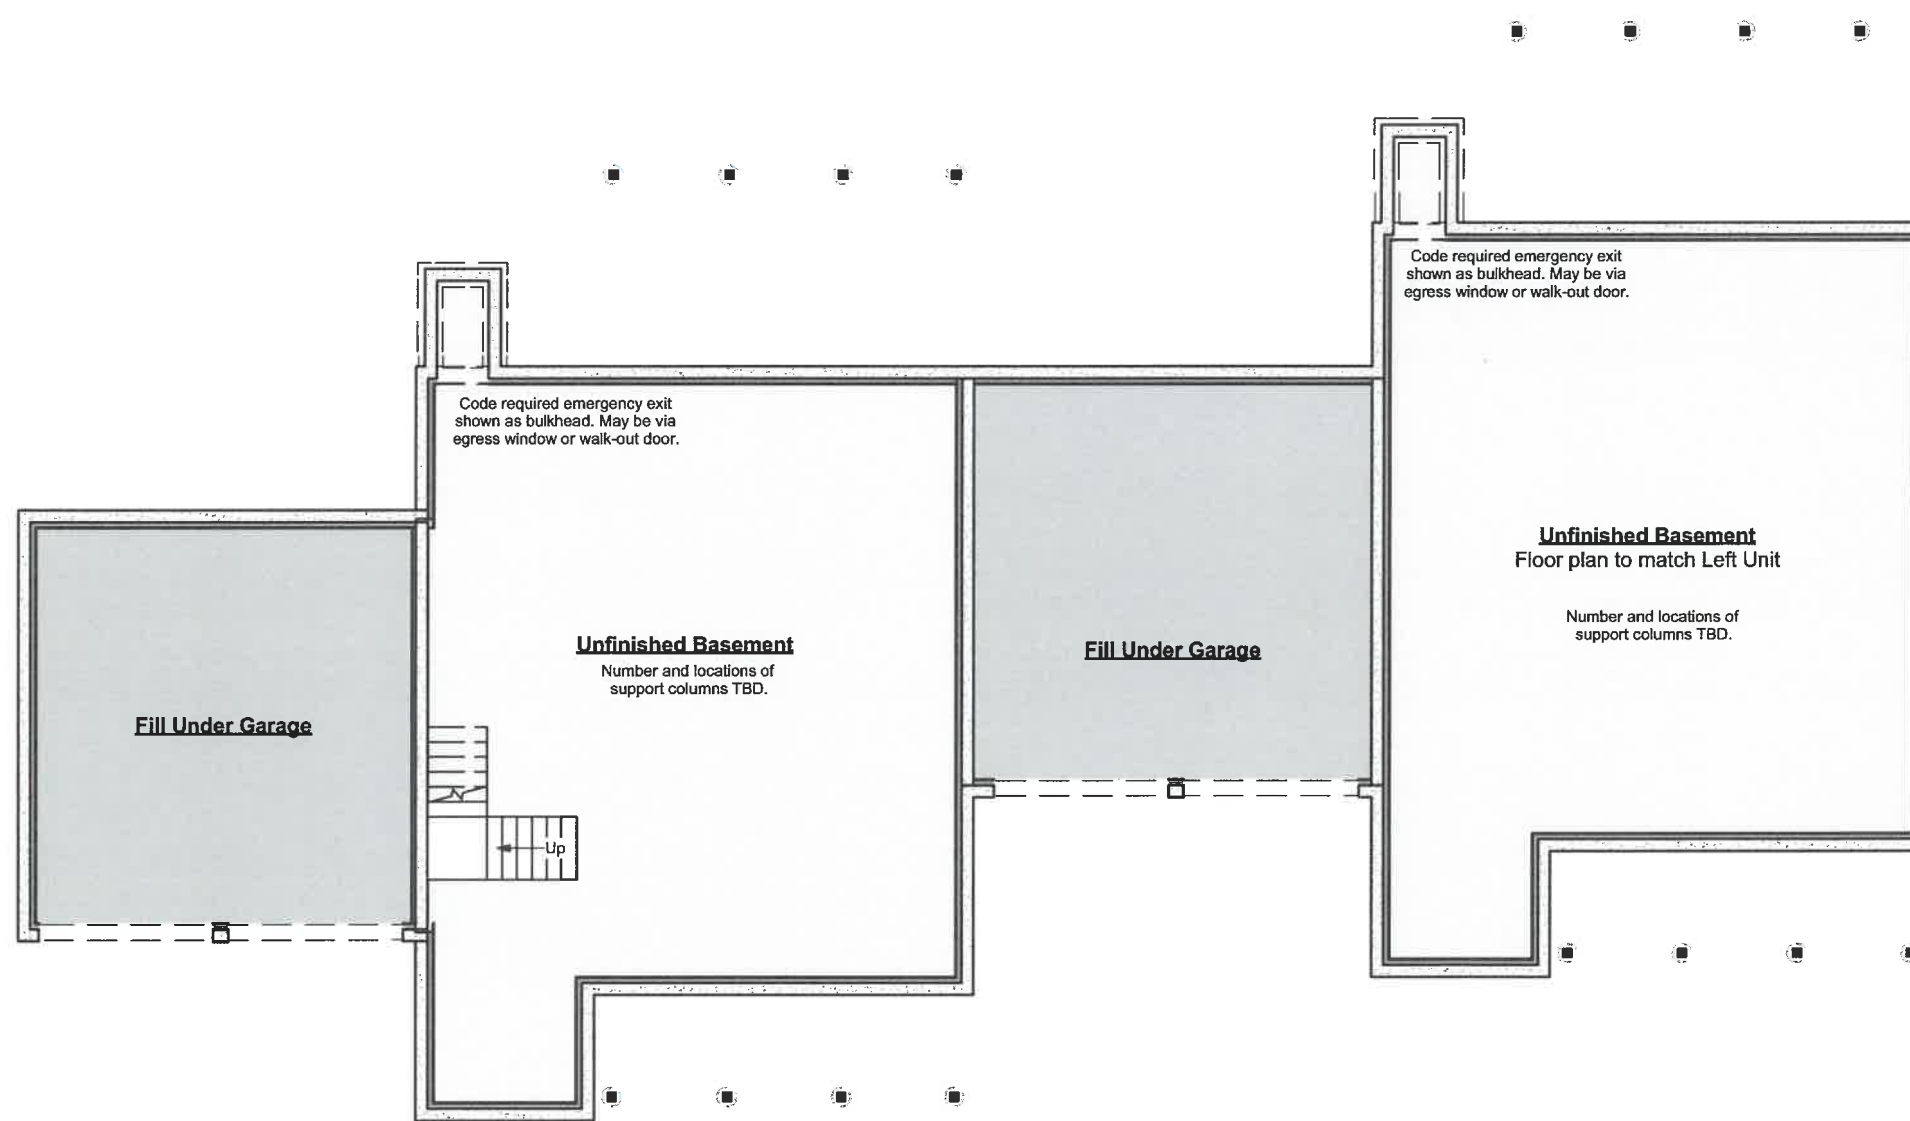 Code required emergency exit
shown as bulkhead. May be via
egress window or walk-out door.
Code required emergency exit
shown as bulkhead. May be via
egress window or walk-out door.
Unfinished Basement
Floor plan to match Left Unit
Number and locations of
support columns TBD.
Unfinished Basement
Number and locations of
support columns TBD.
Fill Under Garage
Fill Under Garage
Up